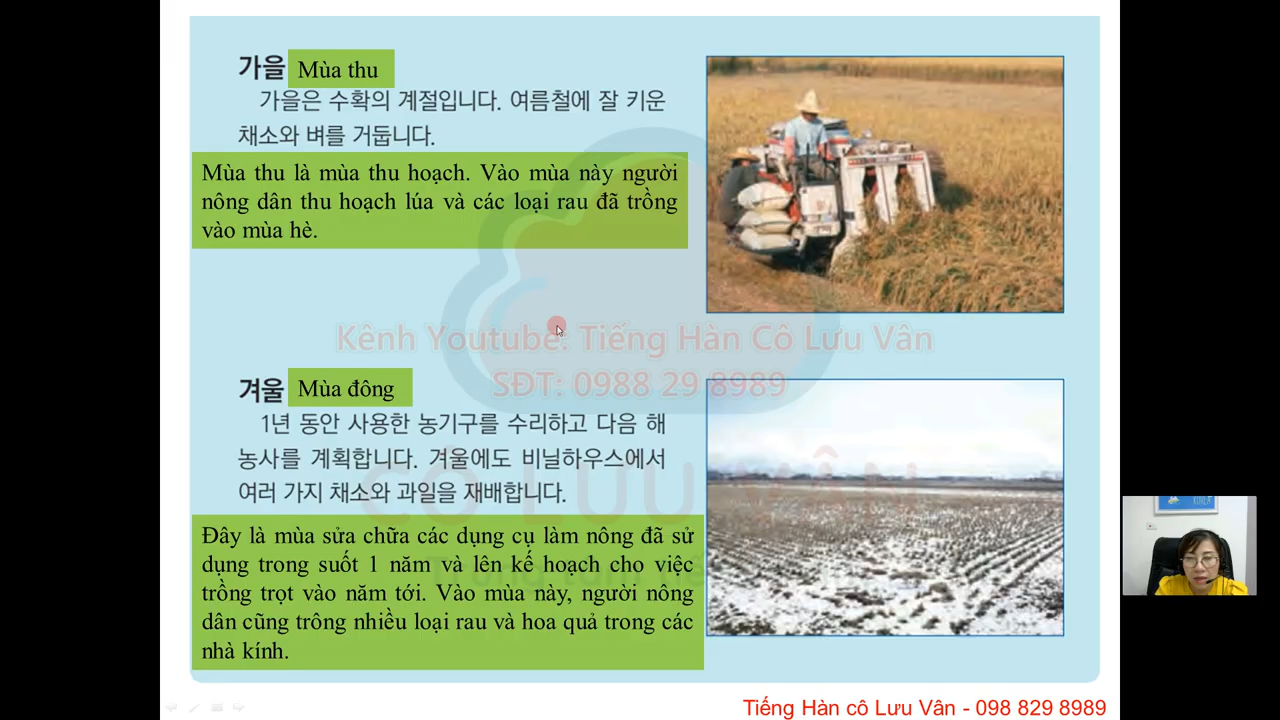 가을 Mùa thu
가을은 수확의 계절입니다. 여름철에 잘 키운
채소와 벼를 거둡니다.
Mùa thu là mùa thu hoạch. Vào mùa này người
nông dân thu hoạch lúa và các loại rau đã trồng
vào mùa hè.
Kênh Youtube: Tiếng Hàn Cô Lưu Vân
SĐT: 0988 29 8989
겨울 Mùa đông
1년 동안 사용한 농기구를 수리하고 다음 해
농사를 계획합니다. 겨울에도 비닐하우스에서
여러 가지 채소와 과일을 재배합니다.
CÔ LƯU VÂN
Đây là mùa sửa chữa các dụng cụ làm nông đã sử
dụng trong suốt 1 năm và lên kế hoạch cho việc
trồng trọt vào năm tới. Vào mùa này, người nông
dân cũng trông nhiều loại rau và hoa quả trong các
nhà kính.
Tiếng Hàn cô Lưu Vân - 098 829 8989